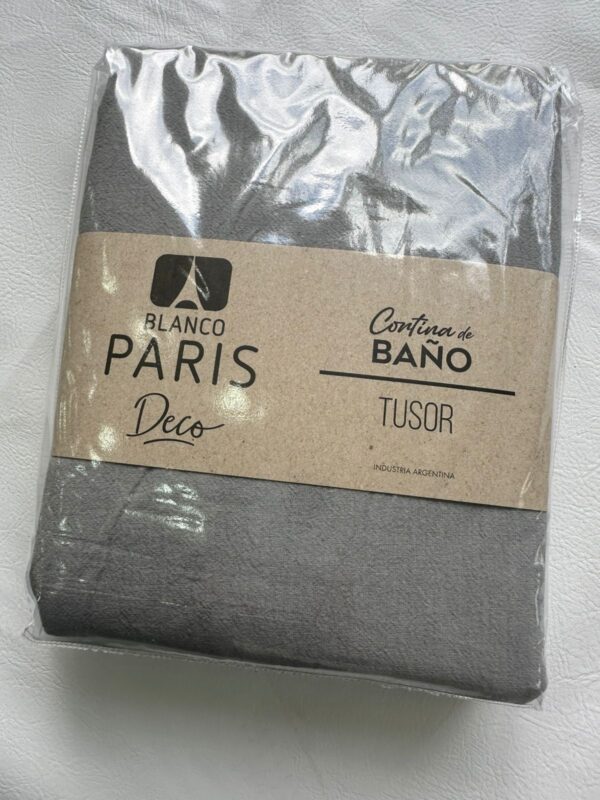 BLANCO
PARIS
Deco
Cortina de
BAÑO
TUSOR
INDUSTRIA ARGENTINA